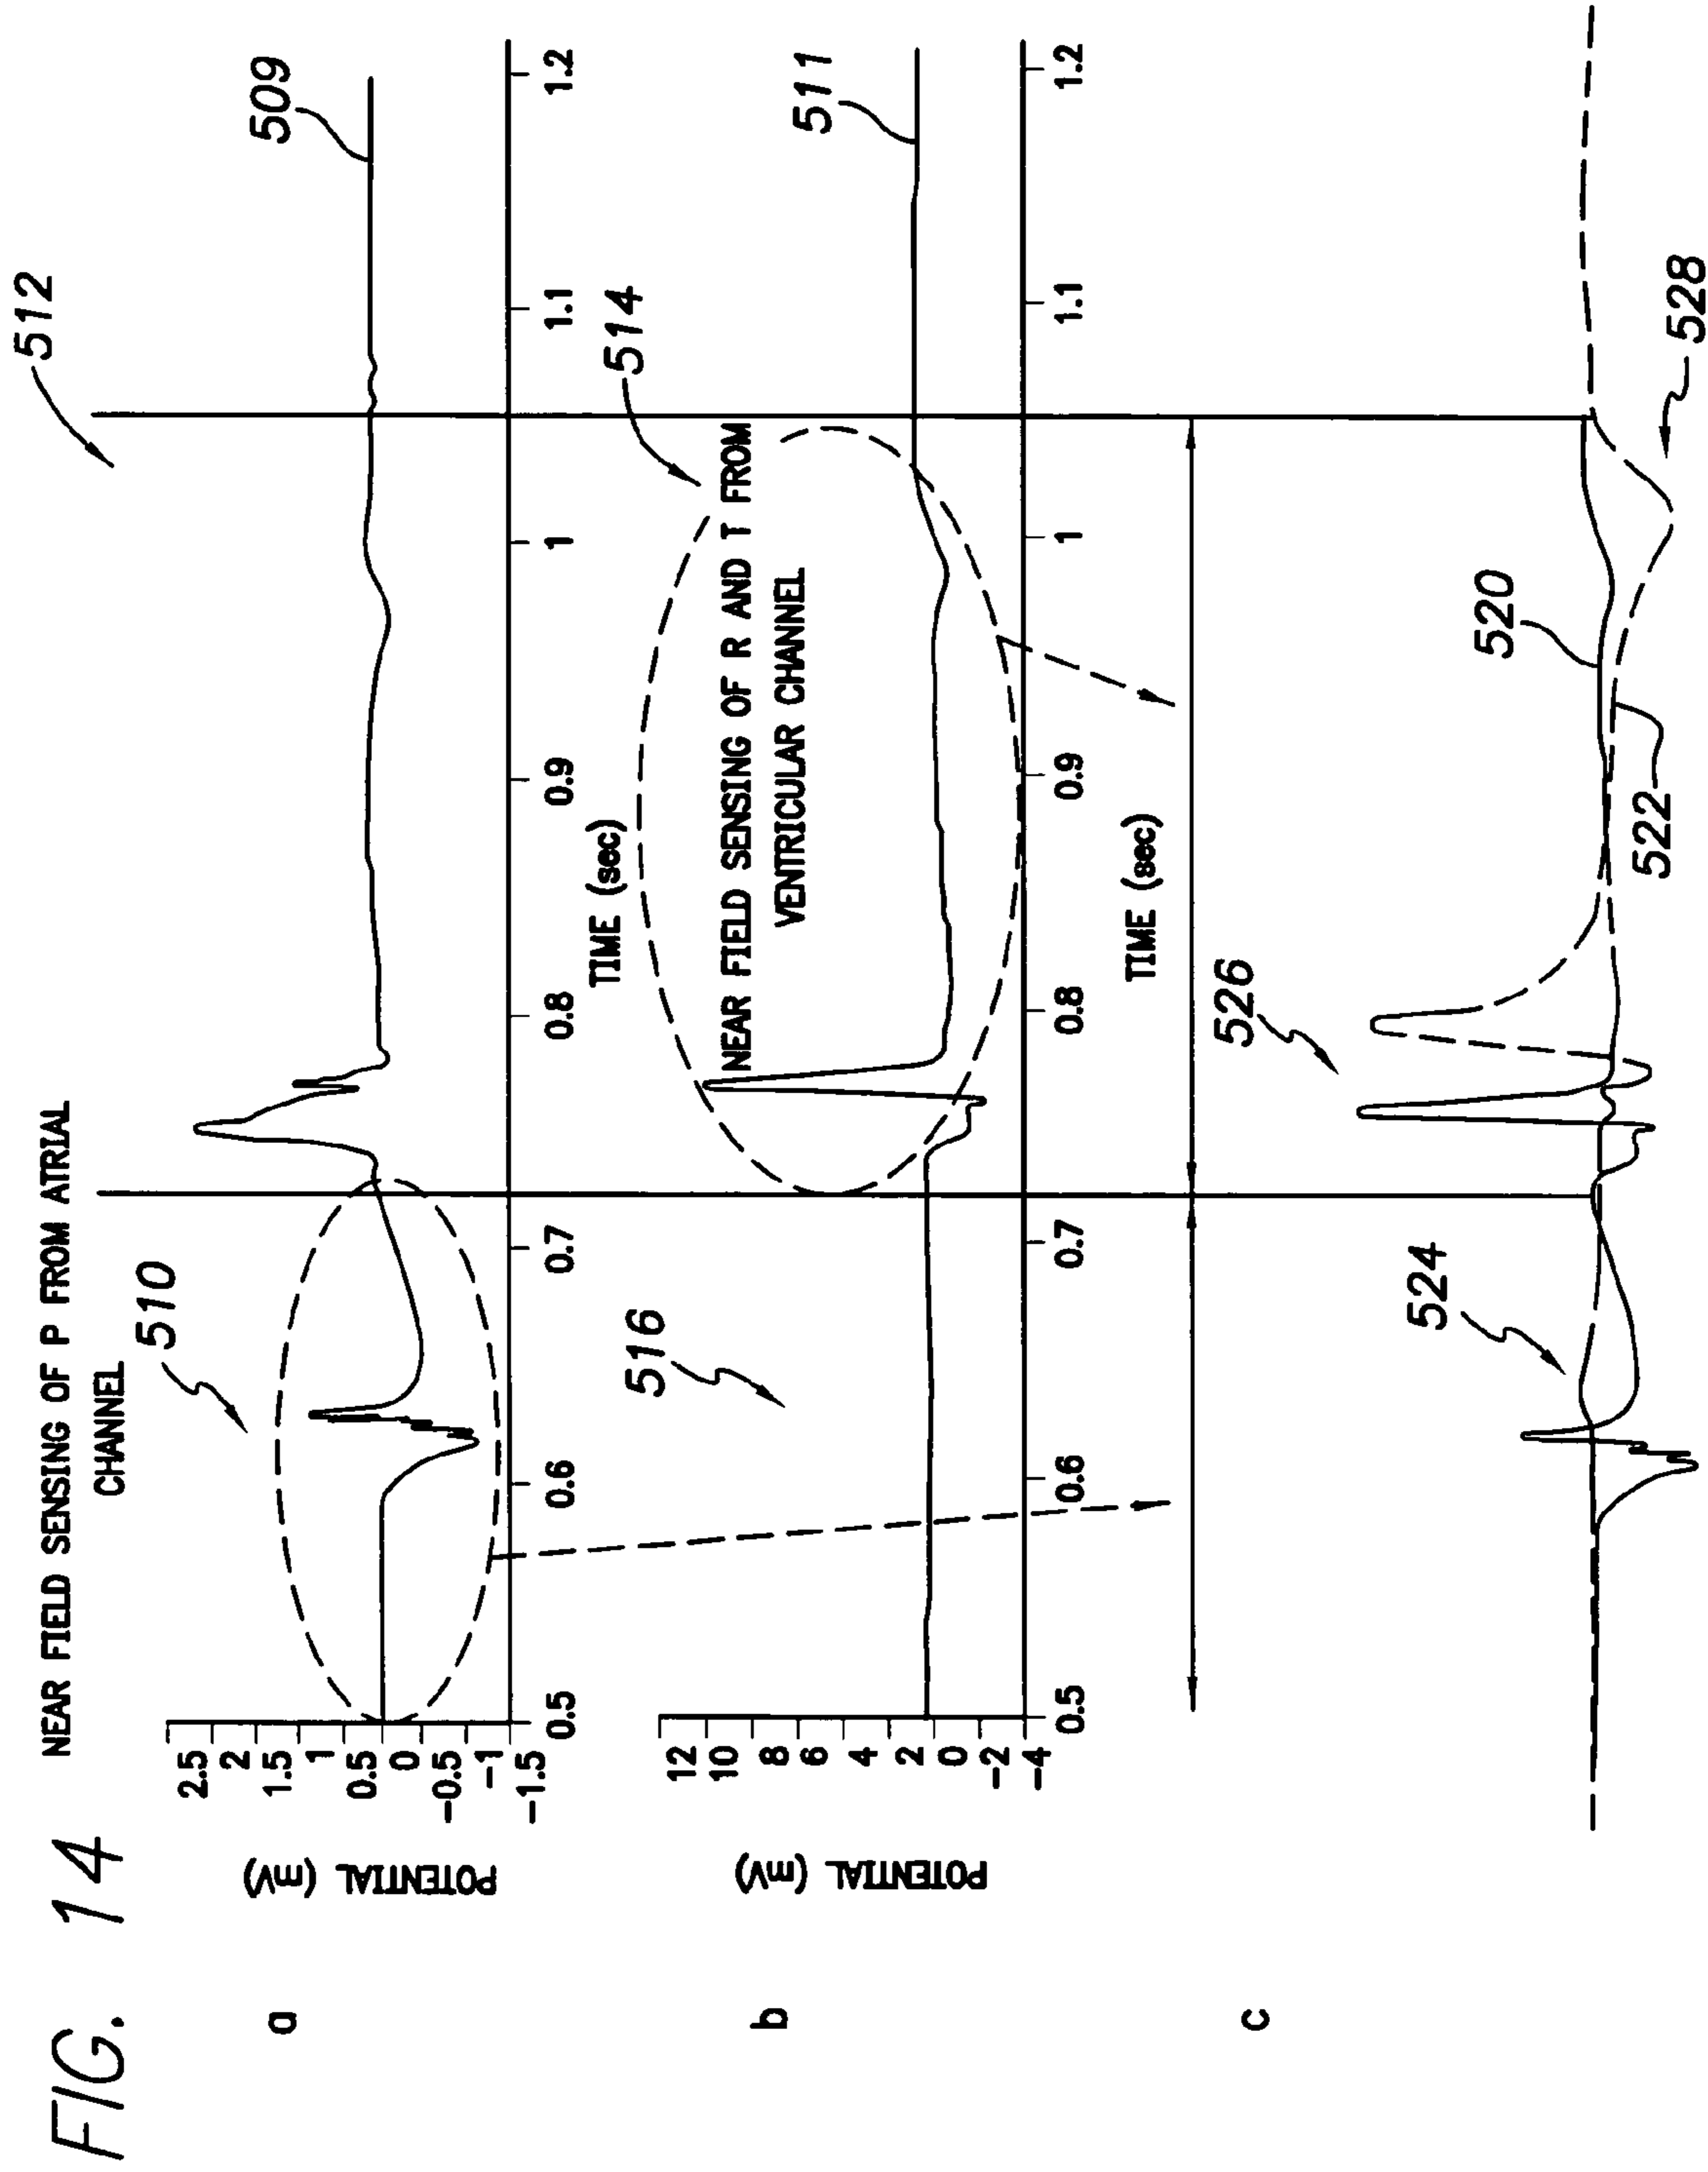 FIG. 14
NEAR FIELD SENSING OF P FROM ATRIAL
CHANNEL
510
512
509
a
POTENTIAL (mV)
2.5
2
1.5
1
0.5
0
-0.5
-1
-1.5
0.5 0.6 0.7 0.8 0.9 1 1.1 1.2
TIME (sec)
514
516
511
b
POTENTIAL (mV)
12
10
8
6
4
2
0
-2
-4
NEAR FIELD SENSING OF R AND T FROM
VENTRICULAR CHANNEL
0.5 0.6 0.7 0.8 0.9 1 1.1 1.2
TIME (sec)
c
524
526
520
522
528